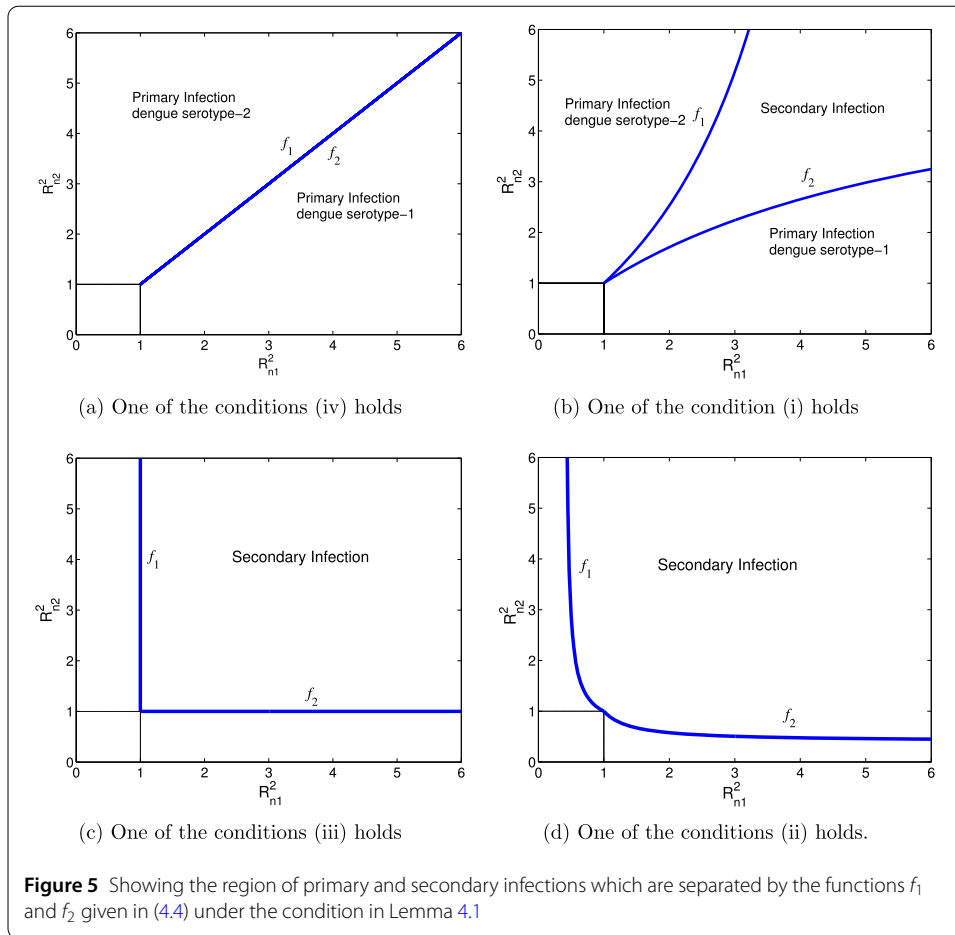 6
5
4
3
2
1
0
R²n2
Primary Infection
dengue serotype−2
f1
f2
Primary Infection
dengue serotype−1
0 1 2 3 4 5 6
R²n1
(a) One of the conditions (iv) holds
6
5
4
3
2
1
0
R²n2
Primary Infection
dengue serotype−2
f1
Secondary Infection
f2
Primary Infection
dengue serotype−1
0 1 2 3 4 5 6
R²n1
(b) One of the condition (i) holds
6
5
4
3
2
1
0
R²n2
f1
Secondary Infection
f2
0 1 2 3 4 5 6
R²n1
(c) One of the conditions (iii) holds
6
5
4
3
2
1
0
R²n2
f1
Secondary Infection
f2
0 1 2 3 4 5 6
R²n1
(d) One of the conditions (ii) holds.
Figure 5 Showing the region of primary and secondary infections which are separated by the functions f1
and f2 given in (4.4) under the condition in Lemma 4.1